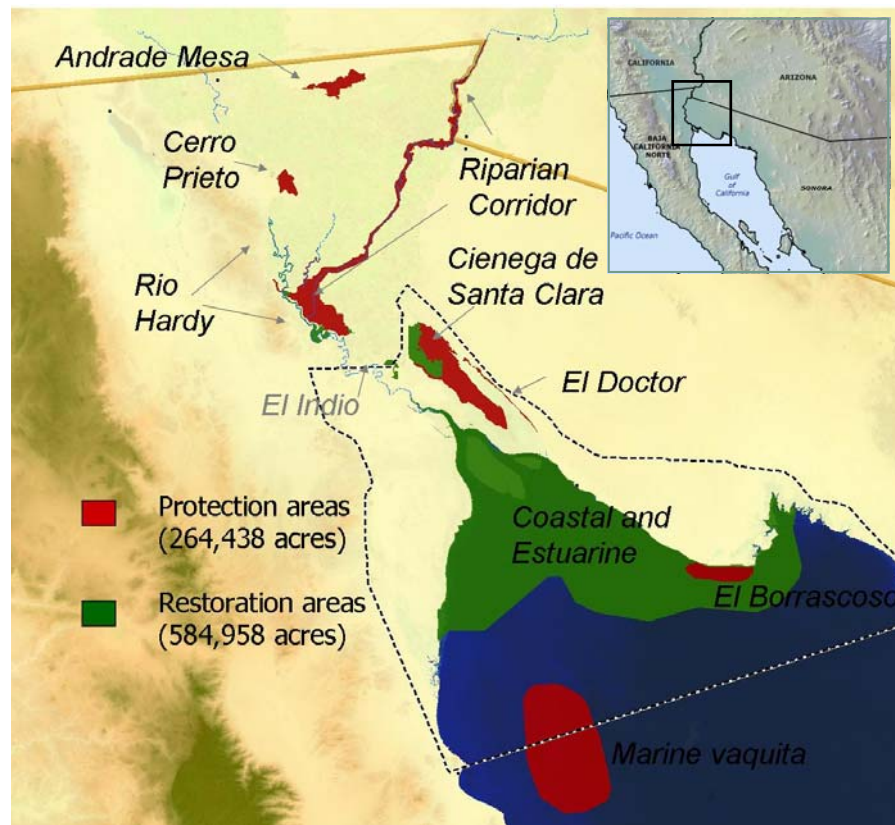 Andrade Mesa
Cerro
Prieto
Riparian
Corridor
Rio
Hardy
Cienega de
Santa Clara
El Indio
El Doctor
Protection areas
(264,438 acres)
Restoration areas
(584,958 acres)
Coastal and
Estuarine
El Borrascoso
Marine vaquita
CALIFORNIA
ARIZONA
BAJA
CALIFORNIA
NORTE
Gulf
of
California
SONORA
Pacific Ocean